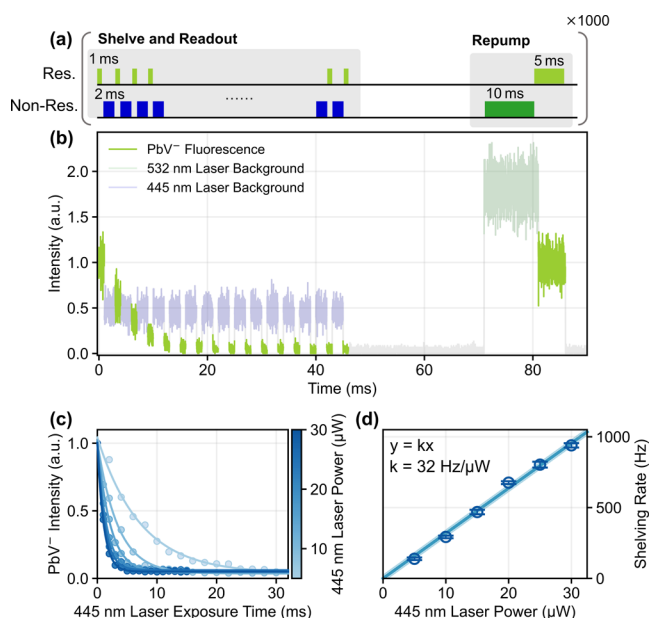 ×1000
(a) Shelve and Readout Repump
1 ms 5 ms
Res.
2 ms 10 ms
Non-Res. ......
(b)
PbV⁻ Fluorescence
532 nm Laser Background
445 nm Laser Background
Intensity (a.u.)
2.0
1.5
1.0
0.5
0.0
0 20 40 60 80
Time (ms)
(c)
PbV⁻ Intensity (a.u.)
1.0
0.5
0.0
0 10 20 30
445 nm Laser Exposure Time (ms)
30
20
10
445 nm Laser Power (μW)
(d)
y = kx
k = 32 Hz/μW
1000
500
0
Shelving Rate (Hz)
0 10 20 30
445 nm Laser Power (μW)